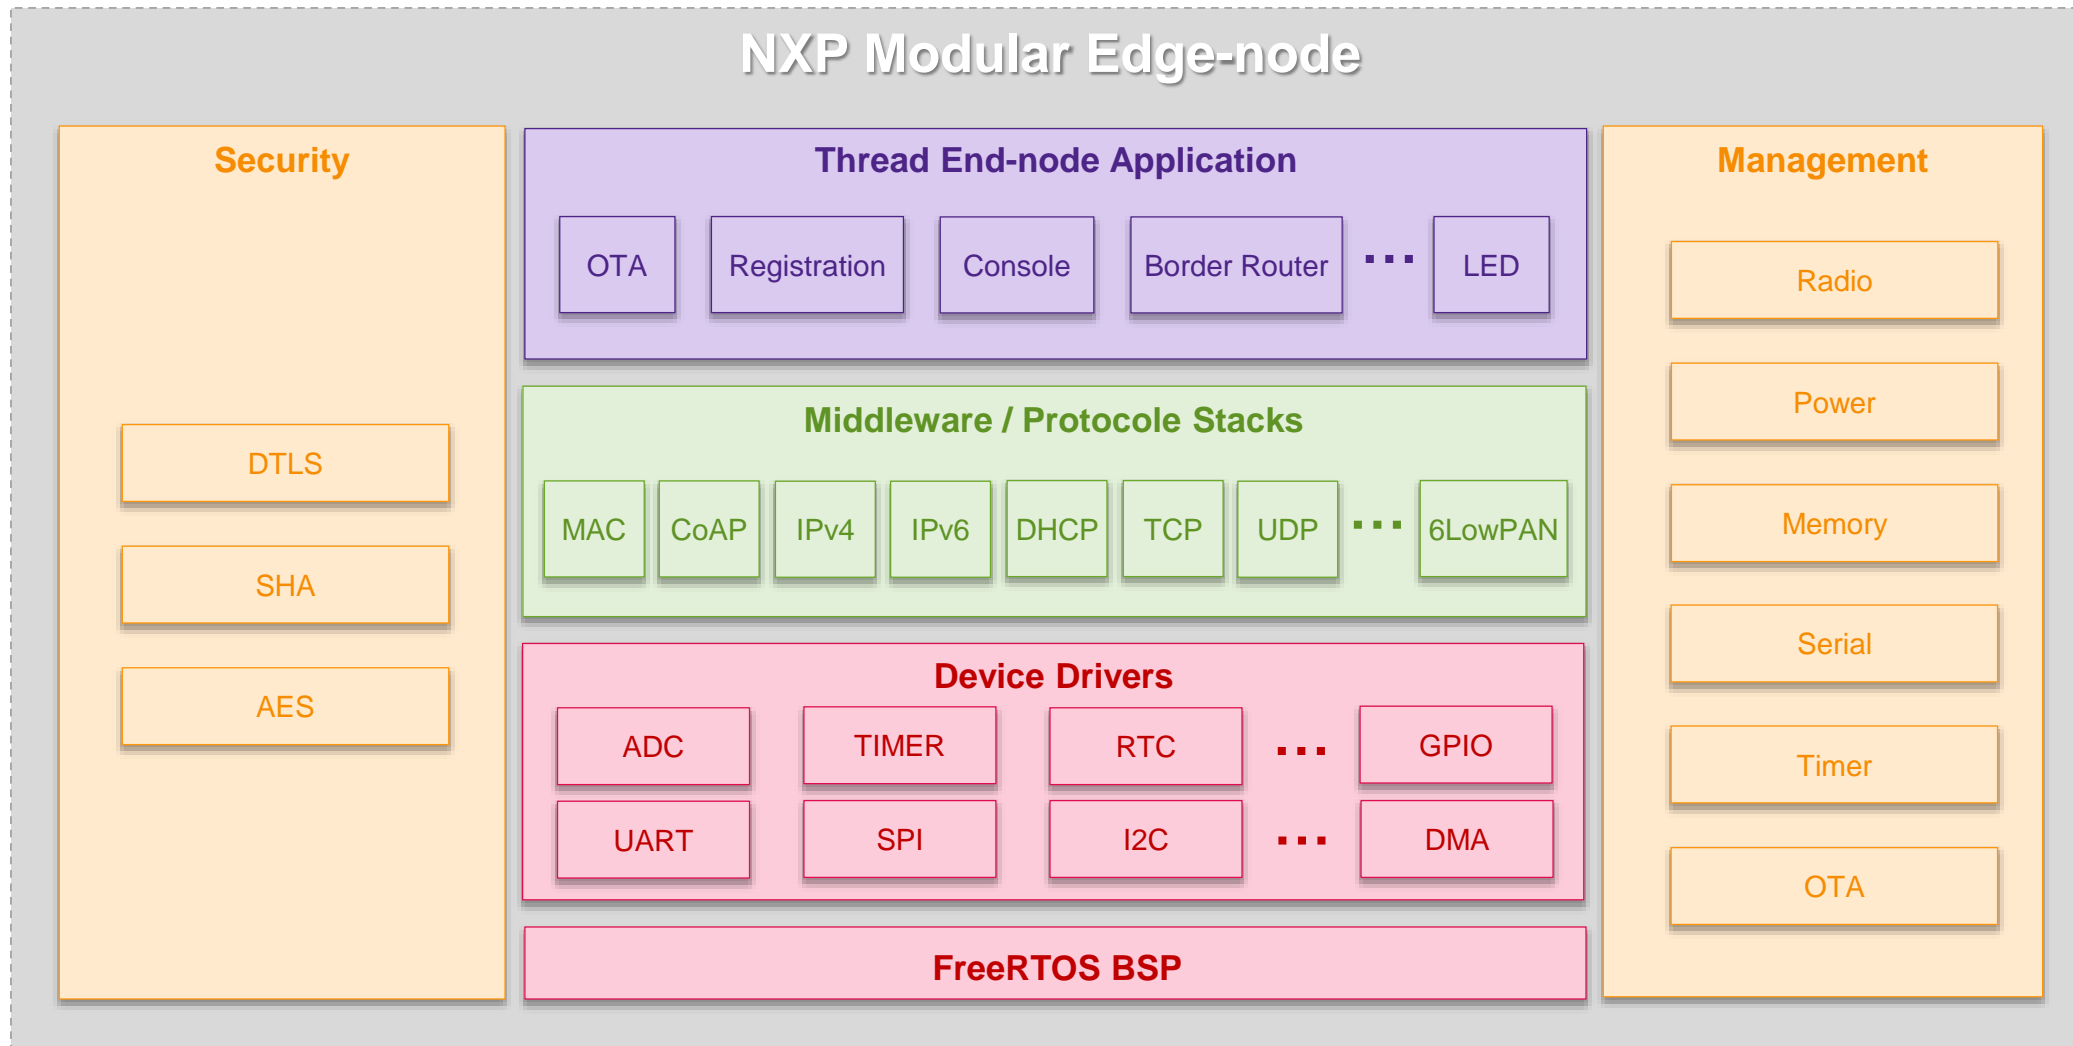 NXP Modular Edge-node
Security
DTLS
SHA
AES
Thread End-node Application
OTA
Registration
Console
Border Router
...
LED
Middleware / Protocole Stacks
MAC
CoAP
IPv4
IPv6
DHCP
TCP
UDP
...
6LowPAN
Device Drivers
ADC
TIMER
RTC
...
GPIO
UART
SPI
I2C
...
DMA
FreeRTOS BSP
Management
Radio
Power
Memory
Serial
Timer
OTA